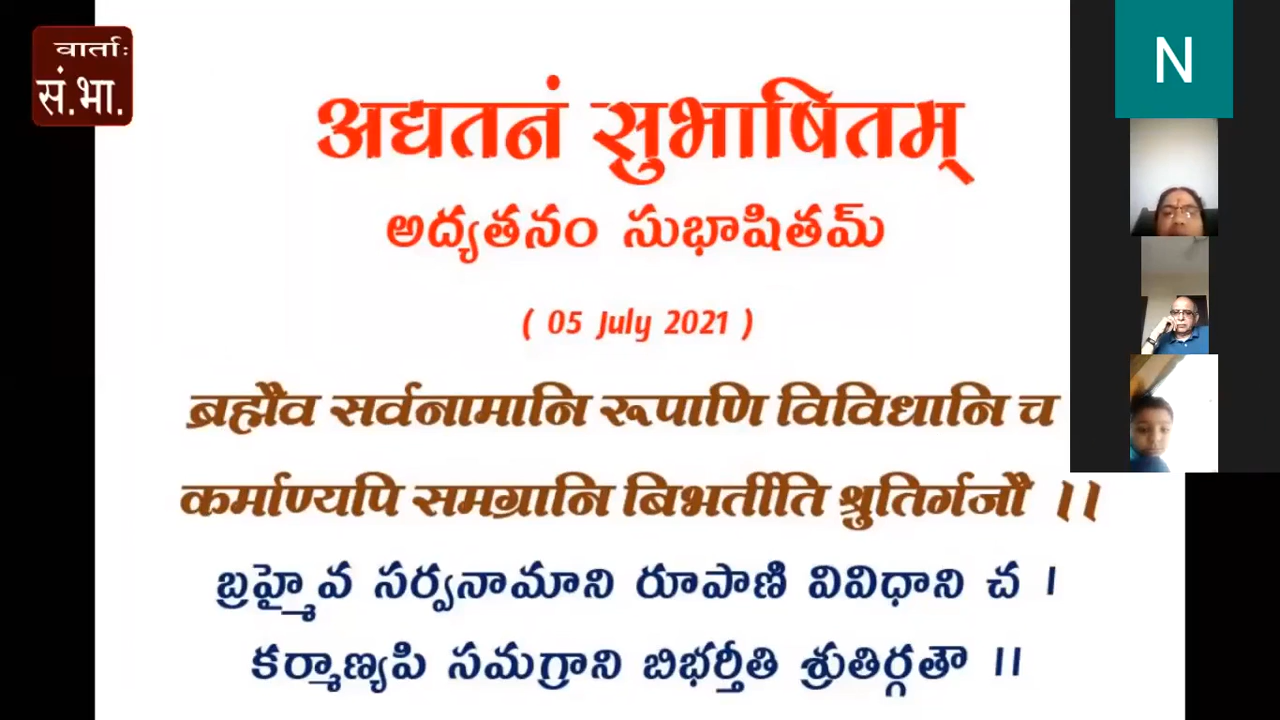 वार्ताः
सं.भा.
अद्यतनं सुभाषितम्
అద్యతనం సుభాషితమ్
( 05 July 2021 )
ब्रह्मैव सर्वनामानि रूपाणि विविधानि च
कर्माण्यपि समग्रानि बिभर्तीति श्रुतिर्गजौ ।।
బ్రహ్మైవ సర్వనామాని రూపాణి వివిధాని చ ।
కర్మాణ్యపి సమగ్రాని బిభర్తీతి శ్రుతిర్గతౌ ।।
N